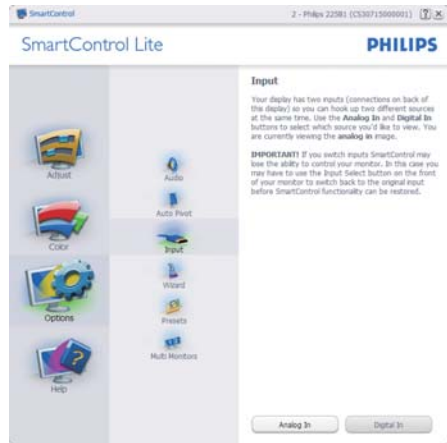 SmartControl
2 - Philips 225B1 (CS30715000001)
SmartControl Lite
PHILIPS
Adjust
Color
Options
Help
Audio
Auto Pivot
Input
Wizard
Presets
Multi Monitors
Input
Your display has two inputs (connections on back of
this display) so you can hook up two different sources
at the same time. Use the Analog In and Digital In
buttons to select which source you'd like to view. You
are currently viewing the analog in image.
IMPORTANT! If you switch inputs SmartControl may
lose the ability to control your monitor. In this case you
may have to use the Input Select button on the front
of your monitor to switch back to the original input
before SmartControl functionality can be restored.
Analog In
Digital In